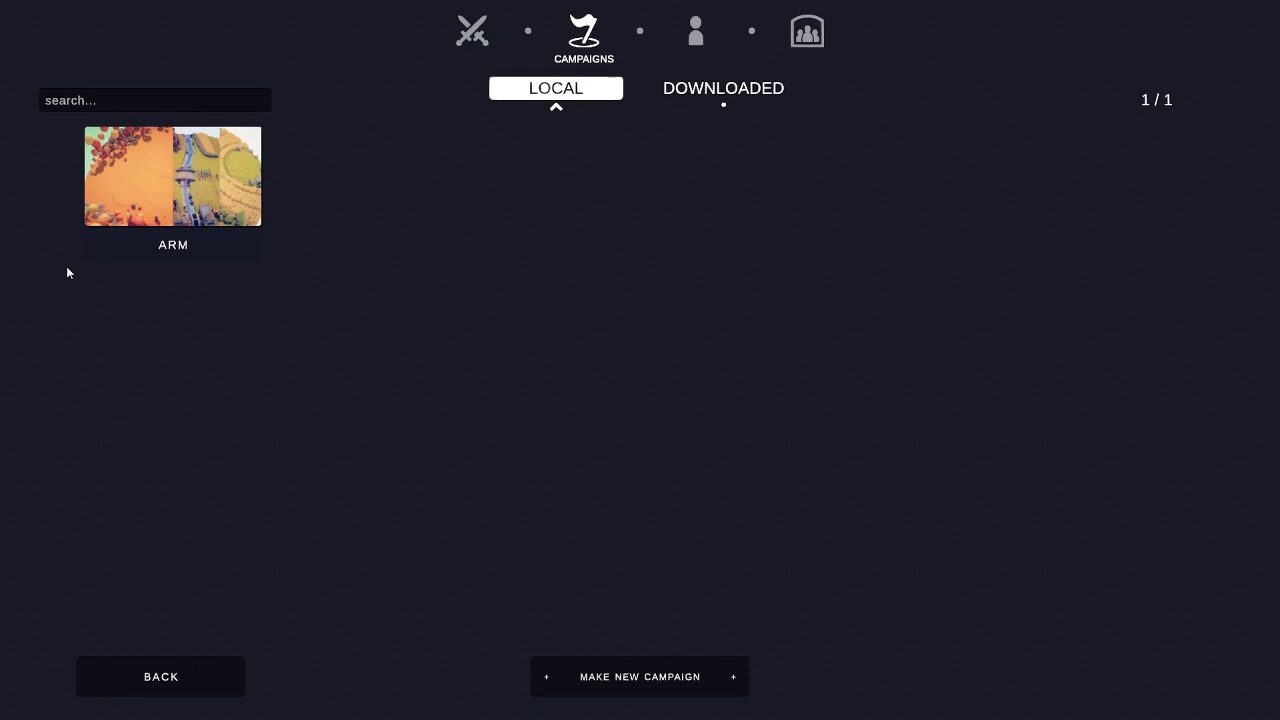 CAMPAIGNS
LOCAL
DOWNLOADED
search...
1 / 1
ARM
BACK
+ MAKE NEW CAMPAIGN +